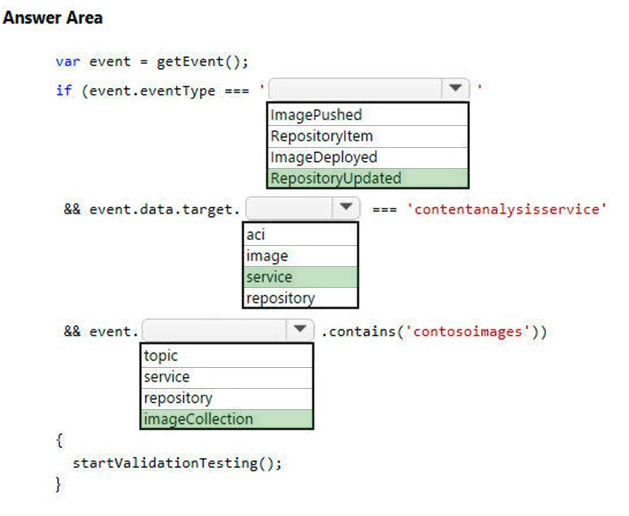 Answer Area
var event = getEvent();
if (event.eventType === ' '
ImagePushed
RepositoryItem
ImageDeployed
RepositoryUpdated
&& event.data.target. === 'contentanalysisservice'
aci
image
service
repository
&& event. .contains('contosoimages'))
topic
service
repository
imageCollection
{
startValidationTesting();
}